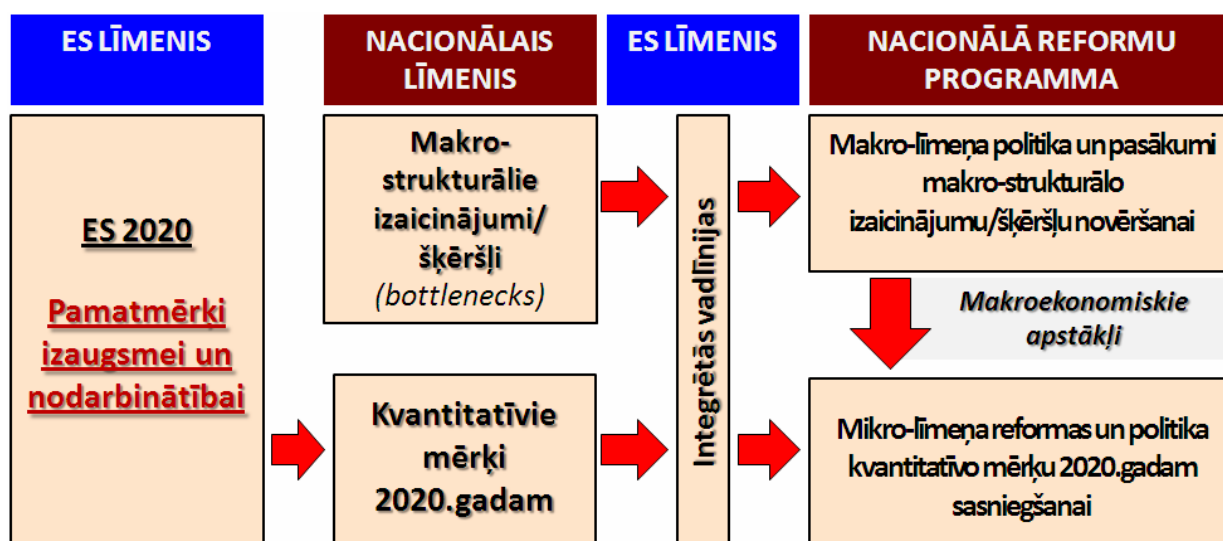 ES LĪMENIS
NACIONĀLAIS
LĪMENIS
ES LĪMENIS
NACIONĀLĀ REFORMU
PROGRAMMA
ES 2020
Pamatmērķi
izaugsmei un
nodarbinātībai
Makro-
strukturālie
izaicinājumi/
šķēršļi
(bottlenecks)
Kvantitatīvie
mērķi
2020.gadam
Integrētās vadlīnijas
Makro-līmeņa politika un pasākumi
makro-strukturālo
izaicinājumu/šķēršļu novēršanai
Makroekonomiskie
apstākļi
Mikro-līmeņa reformas un politika
kvantitatīvo mērķu 2020.gadam
sasniegšanai